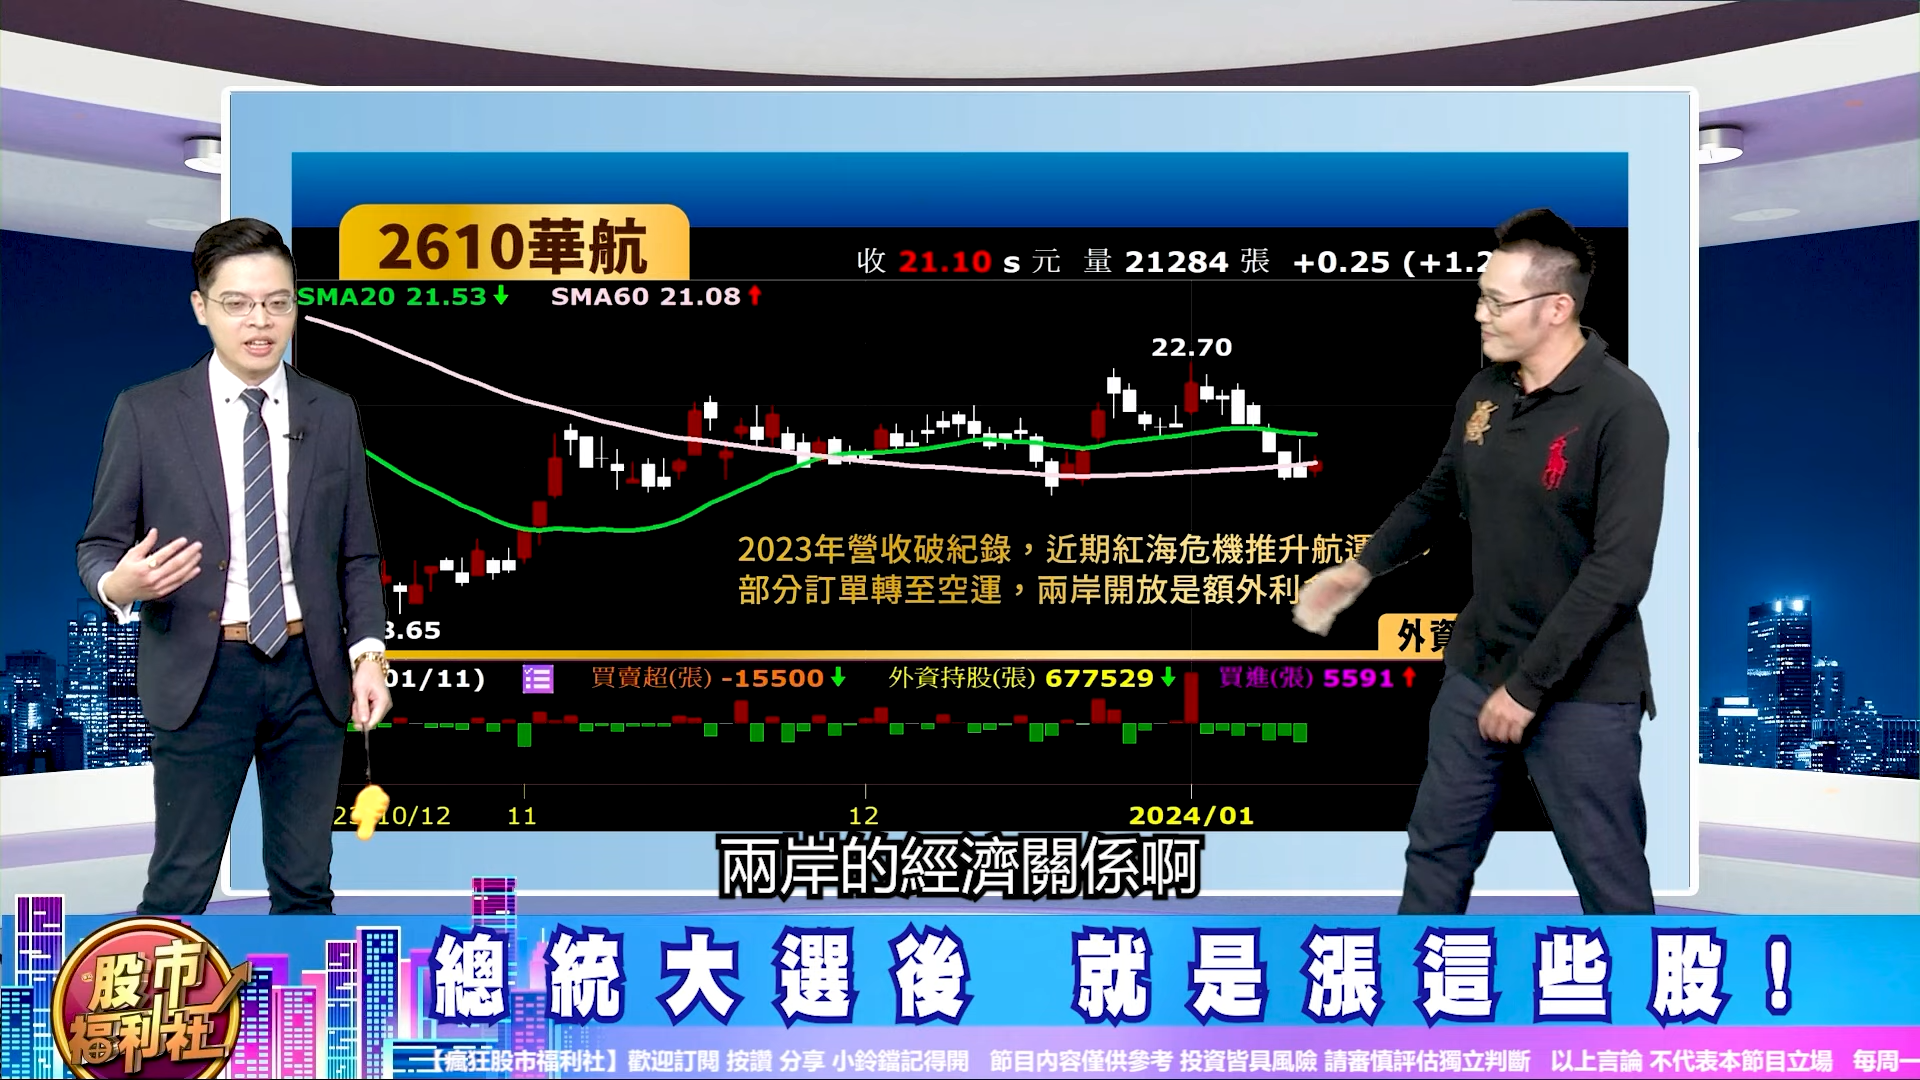 2610華航
收 21.10 s 元 量 21284 張 +0.25 (+1.2
SMA20 21.53↓ SMA60 21.08↑
22.70
2023年營收破紀錄，近期紅海危機推升航運
部分訂單轉至空運，兩岸開放是額外利
3.65
外資
01/11) 買賣超(張) -15500↓ 外資持股(張) 677529↓ 買進(張) 5591↑
10/12 11 12 2024/01
兩岸的經濟關係啊
總統大選後 就是漲這些股！
股市
福利社
【瘋狂股市福利社】歡迎訂閱 按讚 分享 小鈴鐺記得開 節目內容僅供參考 投資皆具風險 請審慎評估獨立判斷 以上言論 不代表本節目立場 每周一